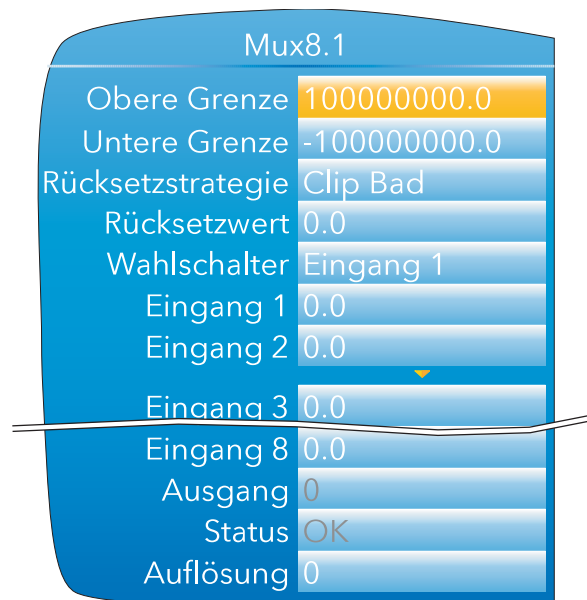 Mux8.1
Obere Grenze 100000000.0
Untere Grenze -100000000.0
Rücksetzstrategie Clip Bad
Rücksetzwert 0.0
Wahlschalter Eingang 1
Eingang 1 0.0
Eingang 2 0.0
Eingang 3 0.0
Eingang 8 0.0
Ausgang 0
Status OK
Auflösung 0